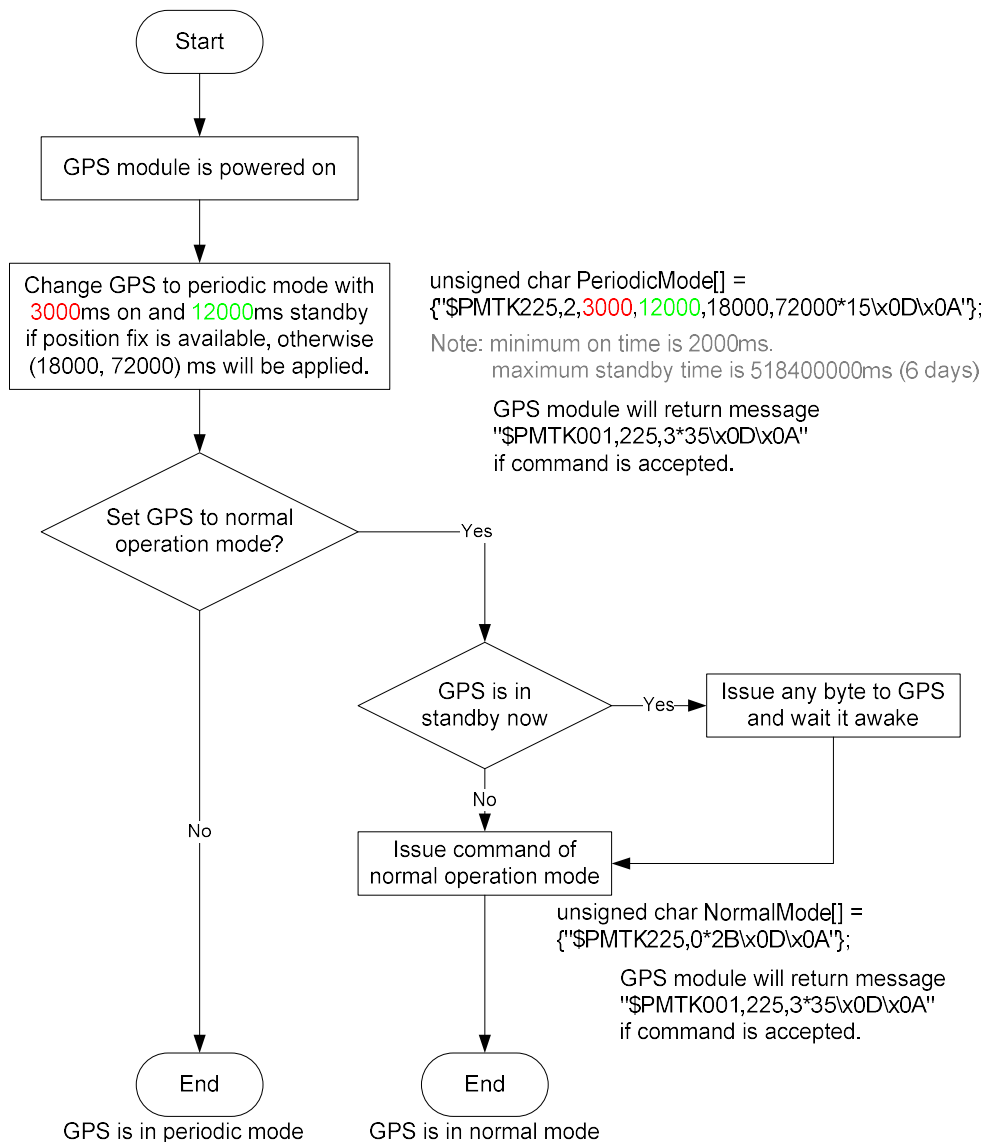 Start
GPS module is powered on
Change GPS to periodic mode with
3000ms on and 12000ms standby
if position fix is available, otherwise
(18000, 72000) ms will be applied.
unsigned char PeriodicMode[] =
{"$PMTK225,2,3000,12000,18000,72000*15\x0D\x0A"};
Note: minimum on time is 2000ms.
maximum standby time is 518400000ms (6 days)
GPS module will return message
"$PMTK001,225,3*35\x0D\x0A"
if command is accepted.
Set GPS to normal
operation mode?
Yes
GPS is in
standby now
Yes
Issue any byte to GPS
and wait it awake
No
No
Issue command of
normal operation mode
unsigned char NormalMode[] =
{"$PMTK225,0*2B\x0D\x0A"};
GPS module will return message
"$PMTK001,225,3*35\x0D\x0A"
if command is accepted.
End
GPS is in periodic mode
End
GPS is in normal mode